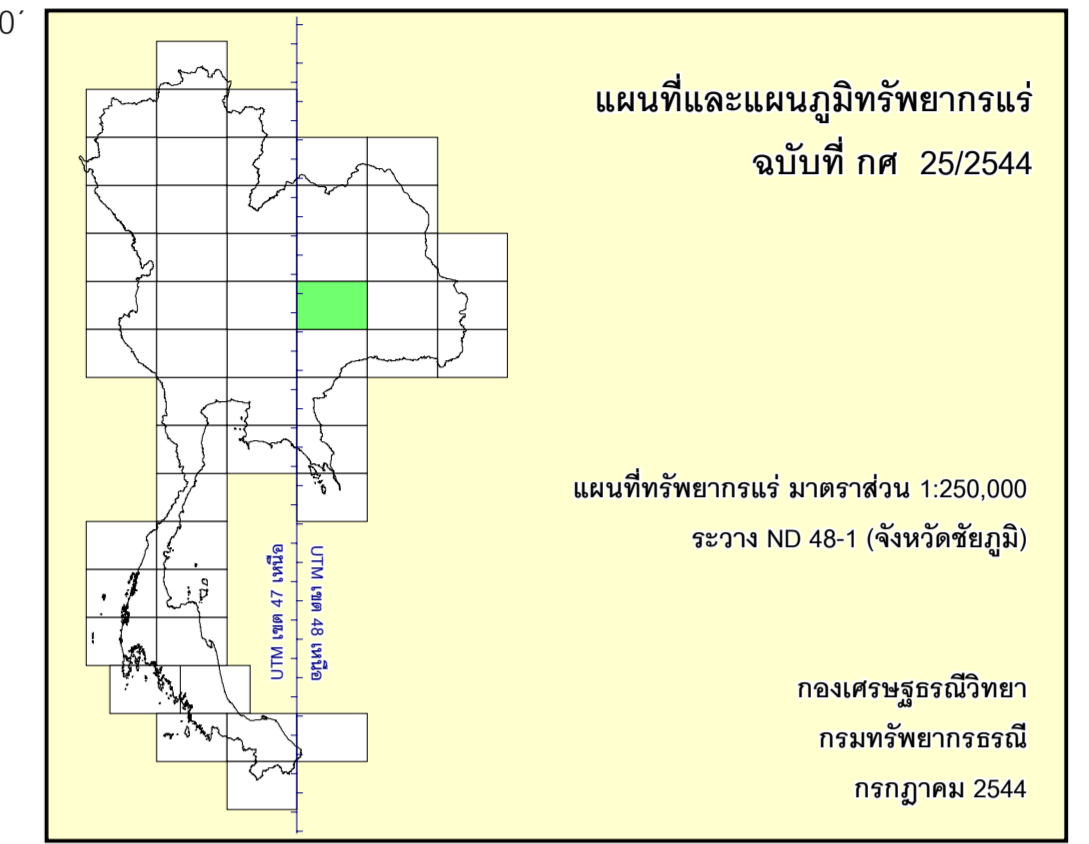 0´
แผนที่และแผนภูมิทรัพยากรแร่
ฉบับที่ กศ 25/2544
แผนที่ทรัพยากรแร่ มาตราส่วน 1:250,000
ระวาง ND 48-1 (จังหวัดชัยภูมิ)
UTM เขต 47 เหนือ
UTM เขต 48 เหนือ
กองเศรษฐธรณีวิทยา
กรมทรัพยากรธรณี
กรกฎาคม 2544